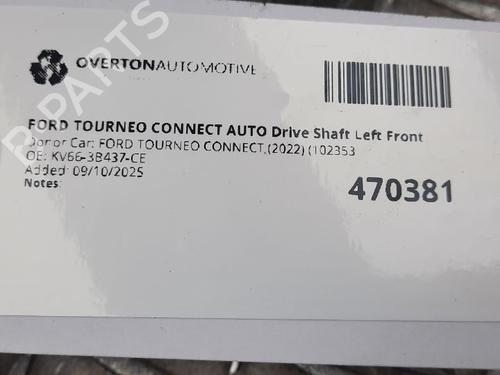 OVERTONAUTOMOTIVE
FORD TOURNEO CONNECT AUTO Drive Shaft Left Front
Donor Car: FORD TOURNEO CONNECT (2022) (102353
OE: KV66-3B437-CE
Added: 09/10/2025
Notes:
470381